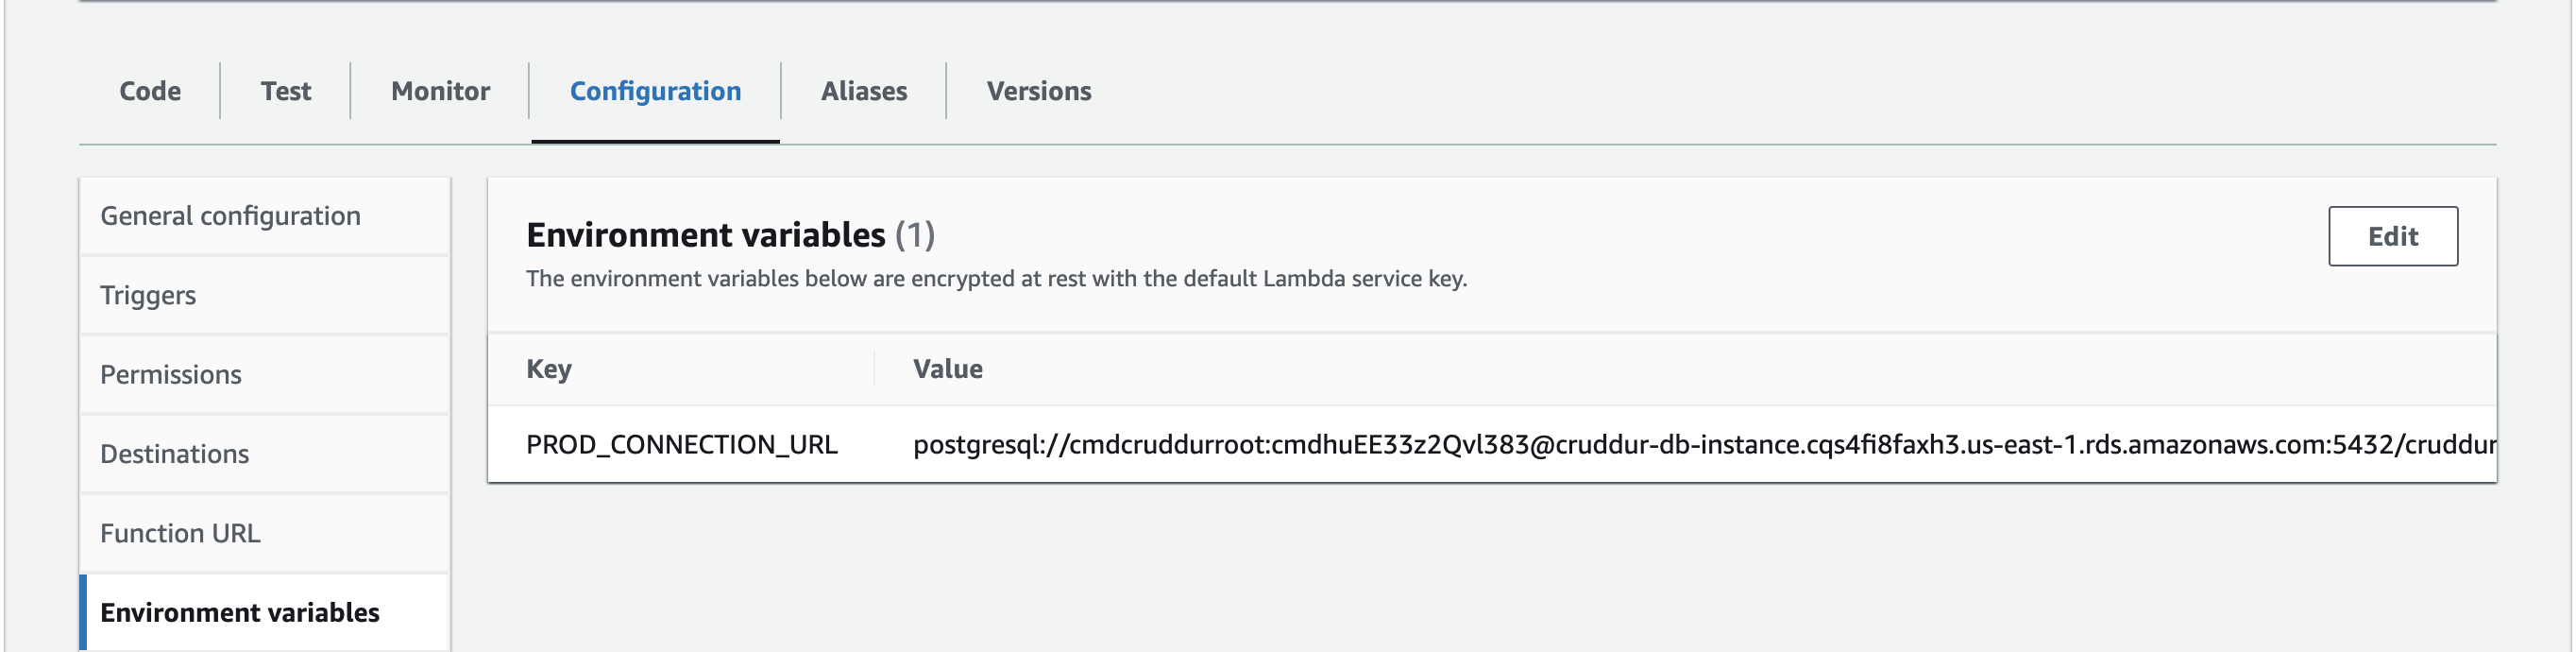 Code
Test
Monitor
Configuration
Aliases
Versions
General configuration
Triggers
Permissions
Destinations
Function URL
Environment variables
Environment variables (1)
Edit
The environment variables below are encrypted at rest with the default Lambda service key.
Key
Value
PROD_CONNECTION_URL
postgresql://cmdcruddurroot:cmdhuEE33z2Qvl383@cruddur-db-instance.cqs4fi8faxh3.us-east-1.rds.amazonaws.com:5432/cruddur